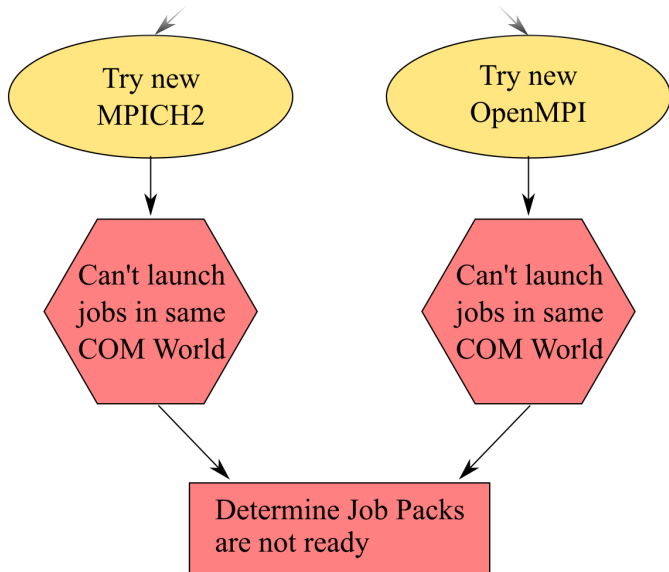 Try new
MPICH2
Try new
OpenMPI
Can't launch
jobs in same
COM World
Can't launch
jobs in same
COM World
Determine Job Packs
are not ready